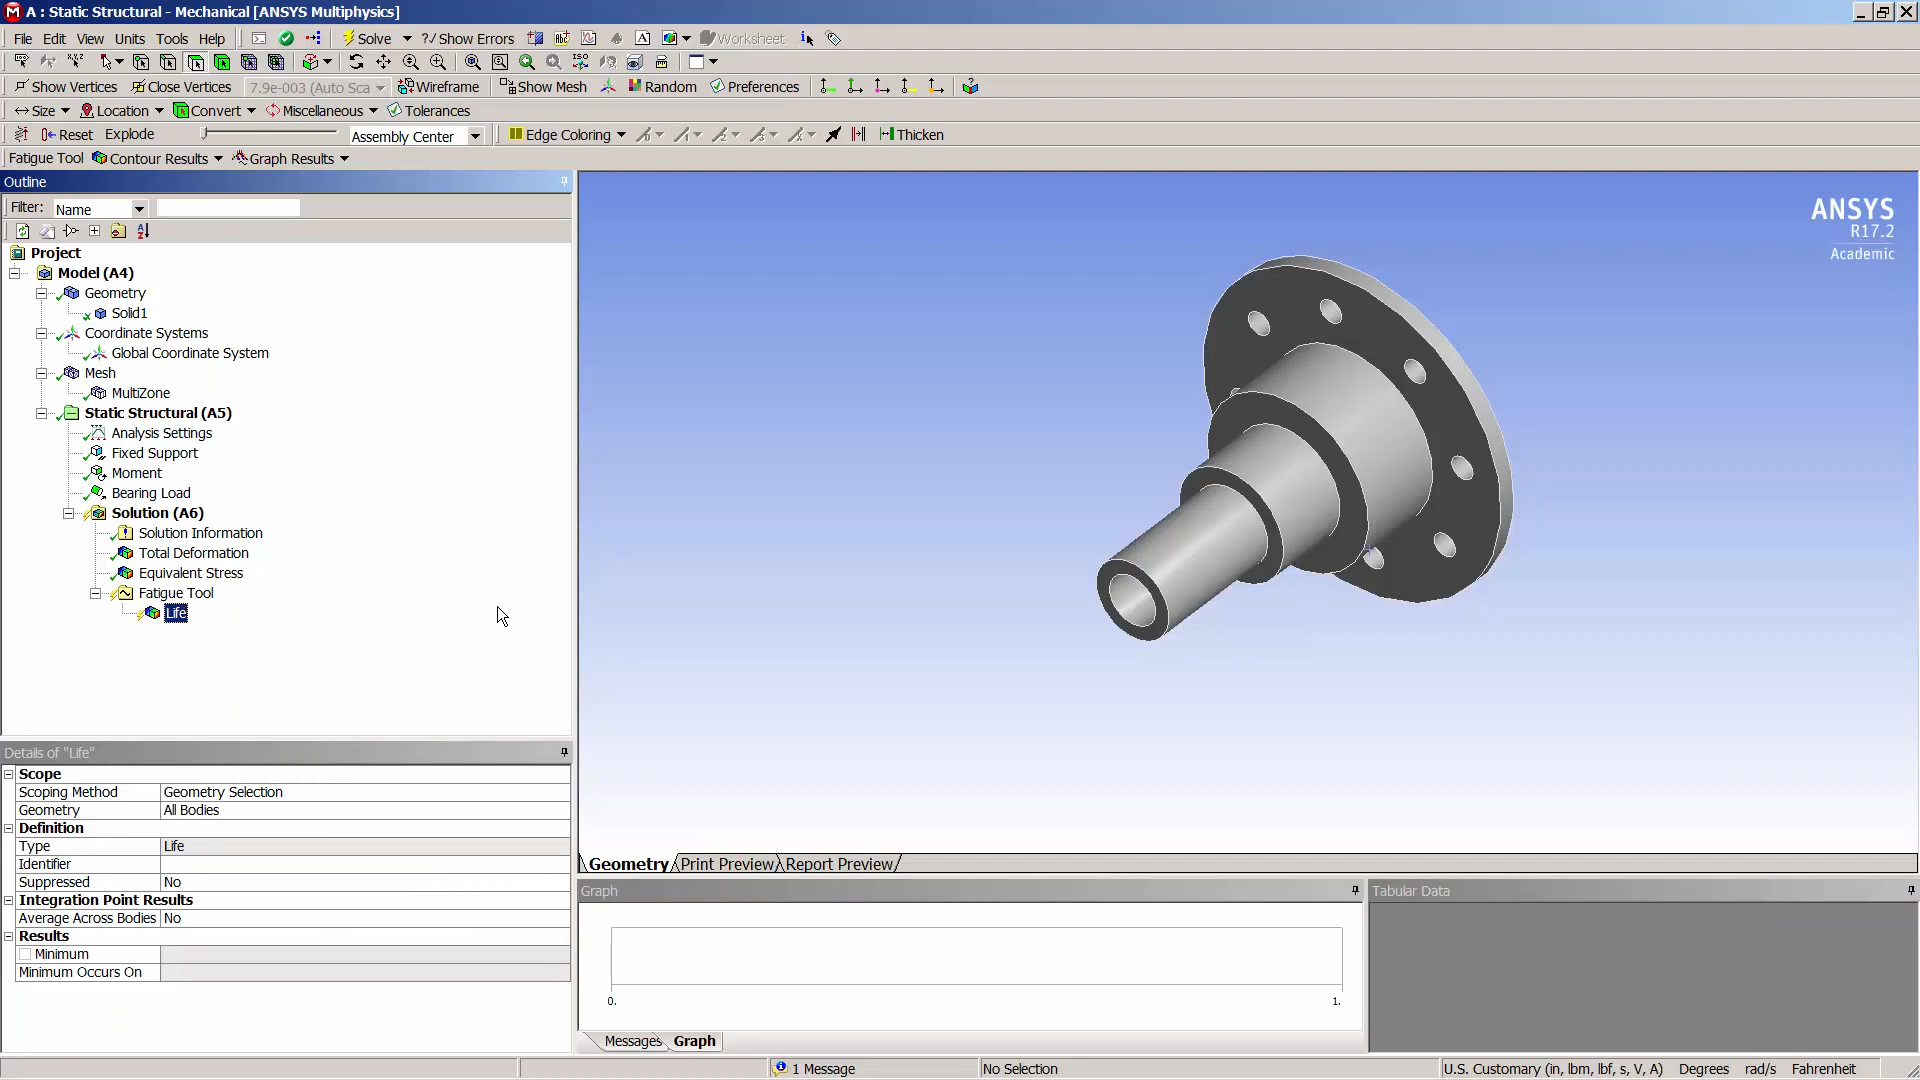 A : Static Structural - Mechanical [ANSYS Multiphysics]
File Edit View Units Tools Help Solve ?/ Show Errors A Worksheet
Show Vertices Close Vertices 7.9e-003 (Auto Sca Wireframe Show Mesh Random Preferences
Size Location Convert Miscellaneous Tolerances
Reset Explode Assembly Center Edge Coloring Thicken
Fatigue Tool Contour Results Graph Results
Outline
Filter: Name
Project
Model (A4)
Geometry
Solid1
Coordinate Systems
Global Coordinate System
Mesh
MultiZone
Static Structural (A5)
Analysis Settings
Fixed Support
Moment
Bearing Load
Solution (A6)
Solution Information
Total Deformation
Equivalent Stress
Fatigue Tool
Life
ANSYS
R17.2
Academic
Details of "Life"
Scope
Scoping Method Geometry Selection
Geometry All Bodies
Definition
Type Life
Identifier
Suppressed No
Integration Point Results
Average Across Bodies No
Results
Minimum
Minimum Occurs On
Geometry Print Preview Report Preview
Graph
0. 1.
Messages Graph
Tabular Data
1 Message No Selection U.S. Customary (in, lbm, lbf, s, V, A) Degrees rad/s Fahrenheit